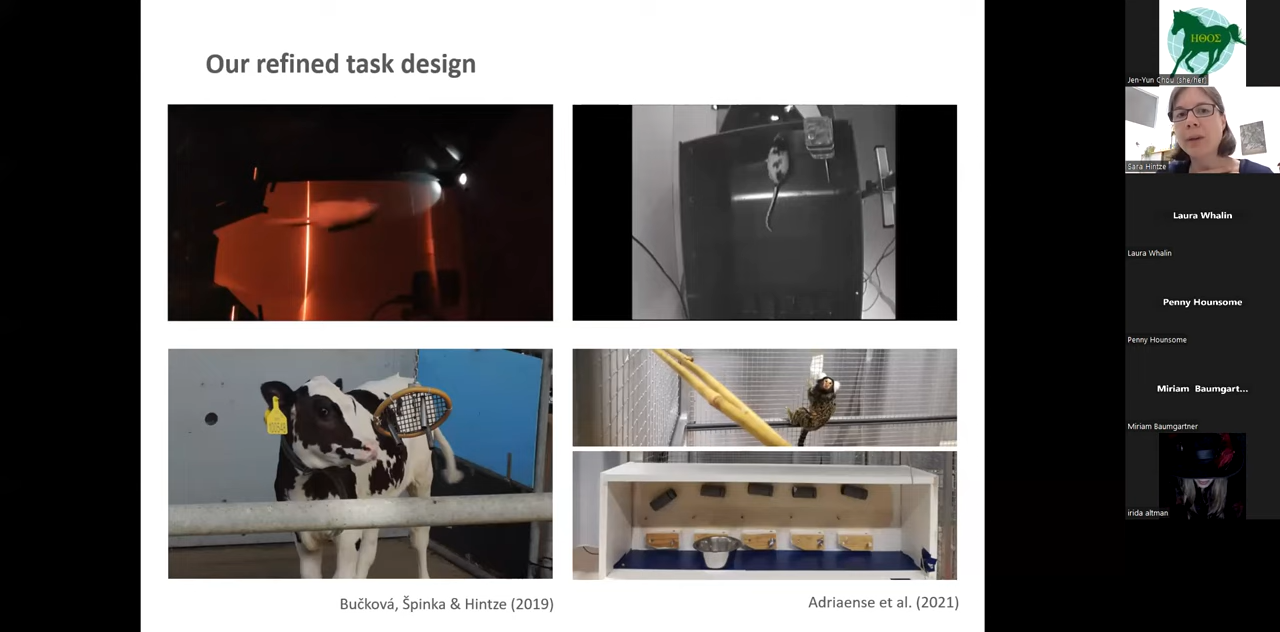 Our refined task design
Bučková, Špinka & Hintze (2019)
Adriaense et al. (2021)
ΗΘΟΣ
Jen-Yun Chou (she/her)
Sara Hintze
Laura Whalin
Laura Whalin
Penny Hounsome
Penny Hounsome
Miriam Baumgart...
Miriam Baumgartner
irida altman